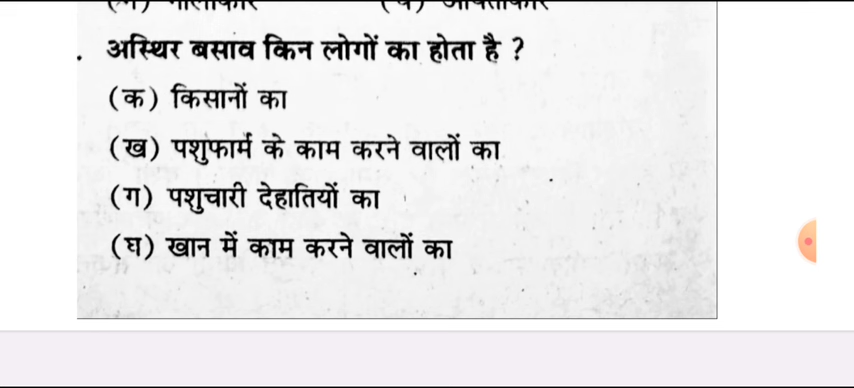 अस्थिर बसाव किन लोगों का होता है ?
(क) किसानों का
(ख) पशुफार्म के काम करने वालों का
(ग) पशुचारी देहातियों का
(घ) खान में काम करने वालों का